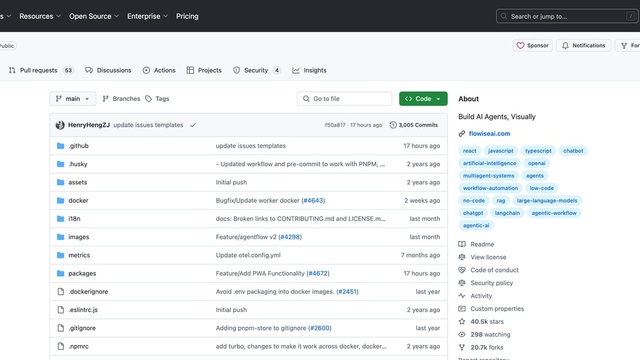 s Resources Open Source Enterprise Pricing Search or jump to... /
Public Sponsor Notifications For
Pull requests 53 Discussions Actions Projects Security 4 Insights
main Branches Tags Go to file Code
HenryHengZJ update issues templates f50a817 · 17 hours ago 3,005 Commits
.github update issues templates 17 hours ago
.husky - Updated workflow and pre-commit to work with PNPM, ... 2 years ago
assets Initial push 2 years ago
docker Bugfix/Update worker docker (#4643) 2 weeks ago
i18n docs: Broken links to CONTRIBUTING.md and LICENSE.m... last month
images Feature/agentflow v2 (#4298) last month
metrics Update otel.config.yml 7 months ago
packages Feature/Add PWA Functionality (#4672) 17 hours ago
.dockerignore Avoid .env packaging into docker images. (#2451) last year
.eslintrc.js Initial push 2 years ago
.gitignore Adding pnpm-store to gitignore (#2600) last year
.npmrc add turbo, changes to make it work across docker, docker... 2 years ago
About
Build AI Agents, Visually
flowiseai.com
react javascript typescript chatbot
artificial-intelligence openai
multiagent-systems agents
workflow-automation low-code
no-code rag large-language-models
chatgpt langchain agentic-workflow
agentic-ai
Readme
View license
Code of conduct
Security policy
Activity
Custom properties
40.5k stars
298 watching
20.7k forks
Report repository